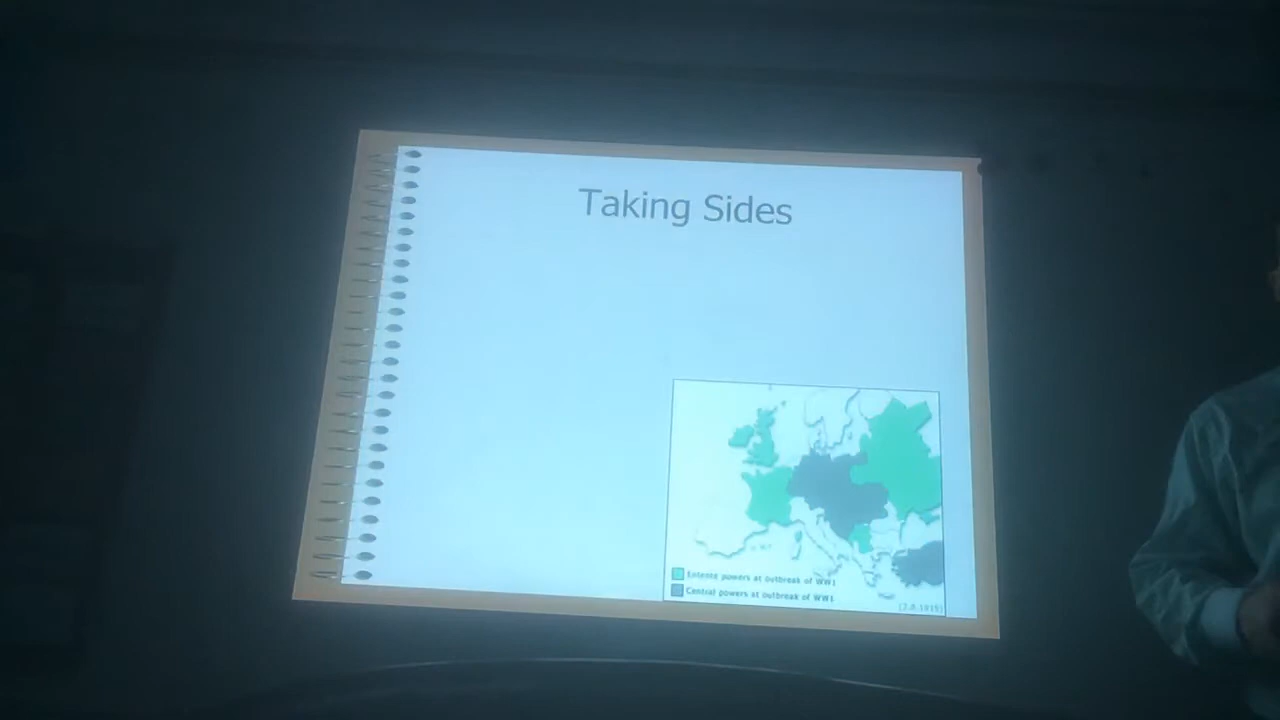 Taking Sides
Entente powers at outbreak of WW1
Central powers at outbreak of WW1